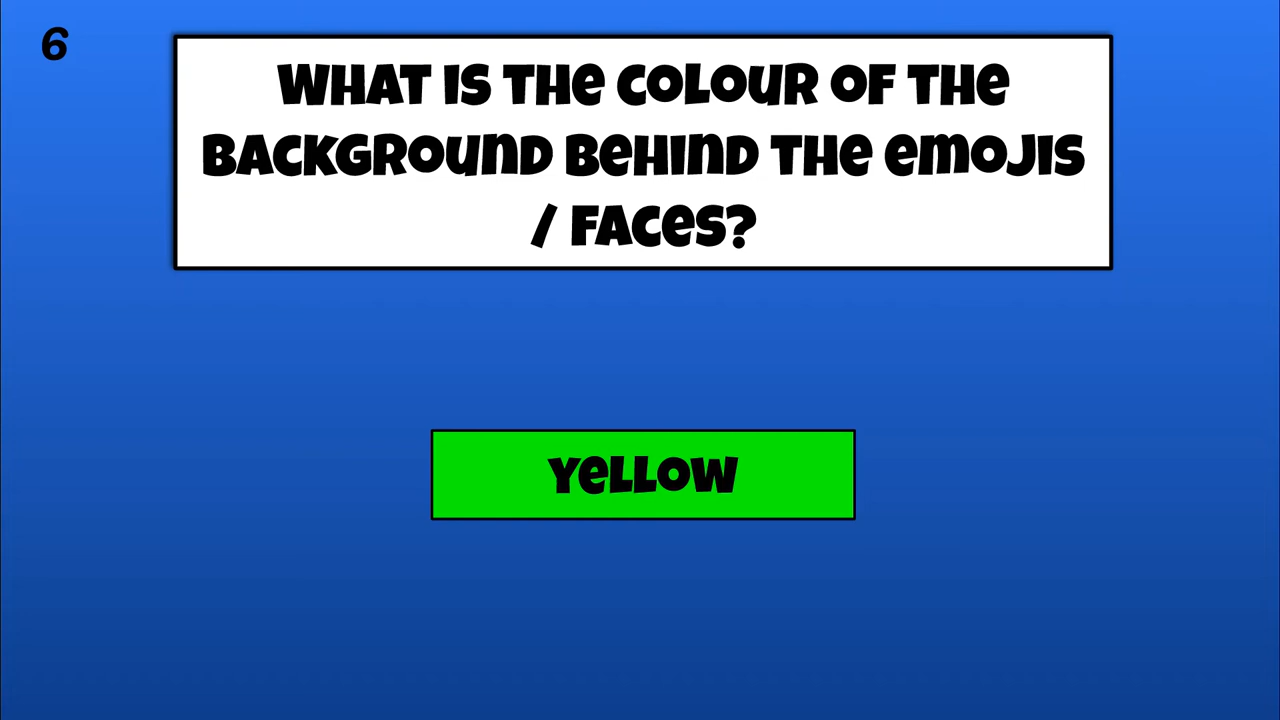 6
WHAT IS THE COLOUR OF THE
BACKGROUND BEHIND THE EMOJIS
/ FACES?
YELLOW